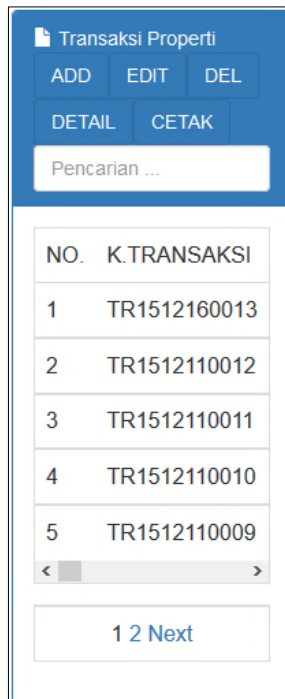 Transaksi Properti
ADD EDIT DEL
DETAIL CETAK
Pencarian ...
NO. K.TRANSAKSI
1 TR1512160013
2 TR1512110012
3 TR1512110011
4 TR1512110010
5 TR1512110009
1 2 Next